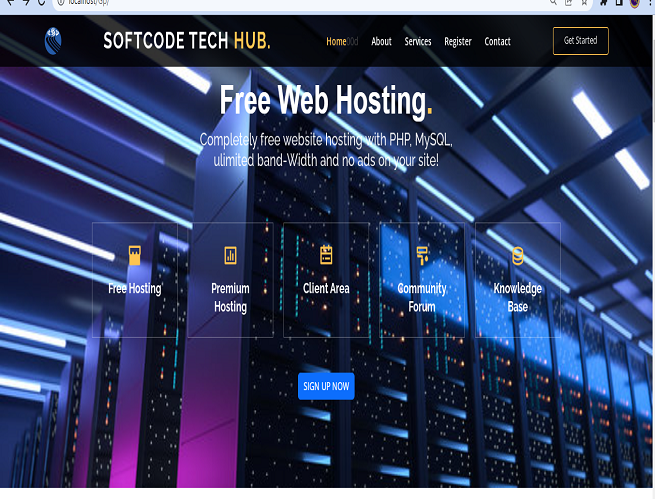 localhost/Gp/
SOFTCODE TECH HUB.
Home
About
Services
Register
Contact
Get Started
Free Web Hosting.
Completely free website hosting with PHP, MySQL,
ulimited band-Width and no ads on your site!
Free Hosting
Premium
Hosting
Client Area
Community
Forum
Knowledge
Base
SIGN UP NOW